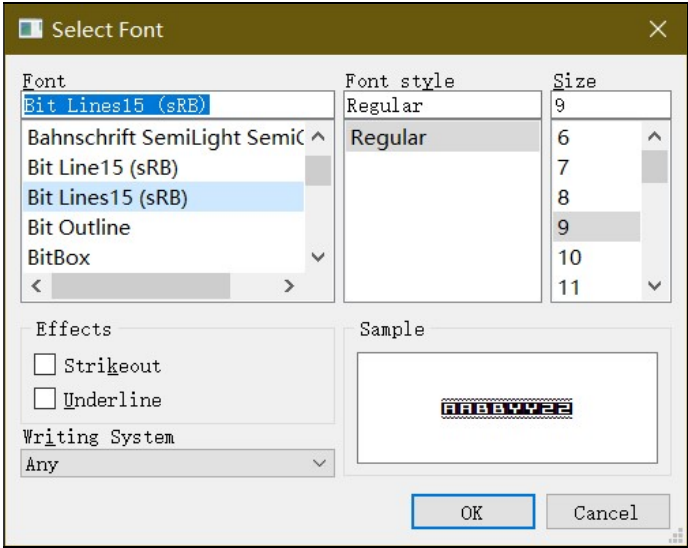 Select Font
Font
Font style
Size
Bit Lines15 (sRB)
Regular
9
Bahnschrift SemiLight SemiC
Bit Line15 (sRB)
Bit Lines15 (sRB)
Bit Outline
BitBox
Regular
6
7
8
9
10
11
Effects
Strikeout
Underline
Writing System
Any
Sample
AABBYYZZ
OK
Cancel